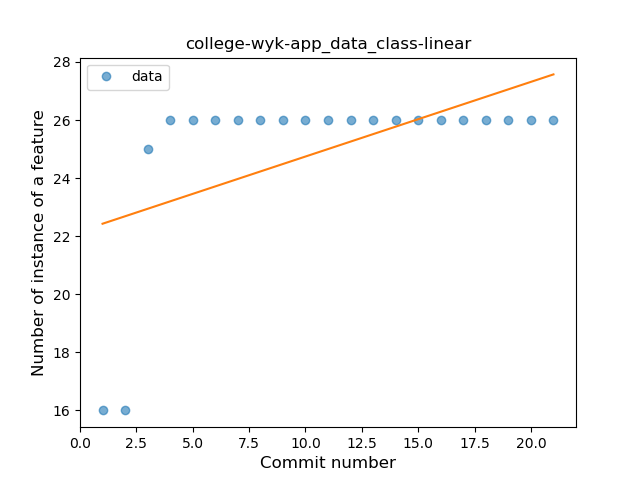 college-wyk-app_data_class-linear
data
Number of instance of a feature
28
26
24
22
20
18
16
0.0 2.5 5.0 7.5 10.0 12.5 15.0 17.5 20.0
Commit number